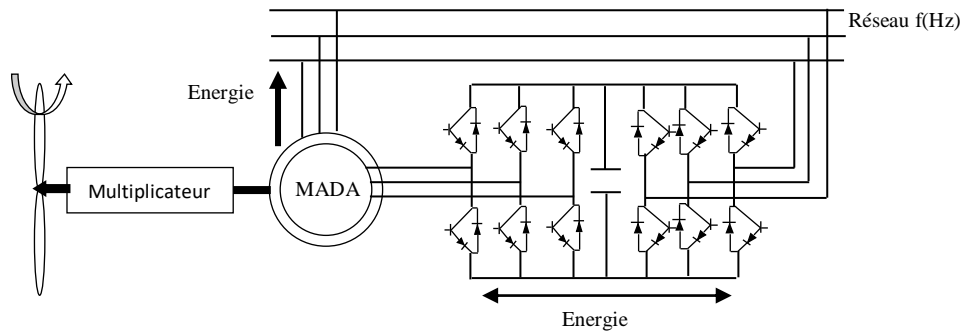 Réseau f(Hz)
Energie
Multiplicateur
MADA
Energie